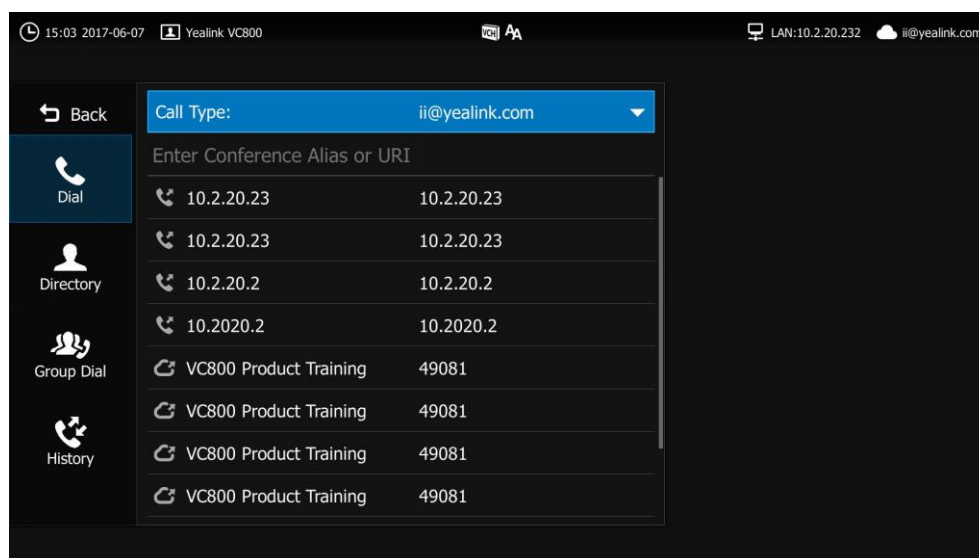 15:03 2017-06-07 Yealink VC800 VCH AA LAN:10.2.20.232 ii@yealink.com
Back
Call Type: ii@yealink.com
Enter Conference Alias or URI
Dial
10.2.20.23 10.2.20.23
10.2.20.23 10.2.20.23
Directory
10.2.20.2 10.2.20.2
10.2020.2 10.2020.2
Group Dial
VC800 Product Training 49081
VC800 Product Training 49081
History
VC800 Product Training 49081
VC800 Product Training 49081